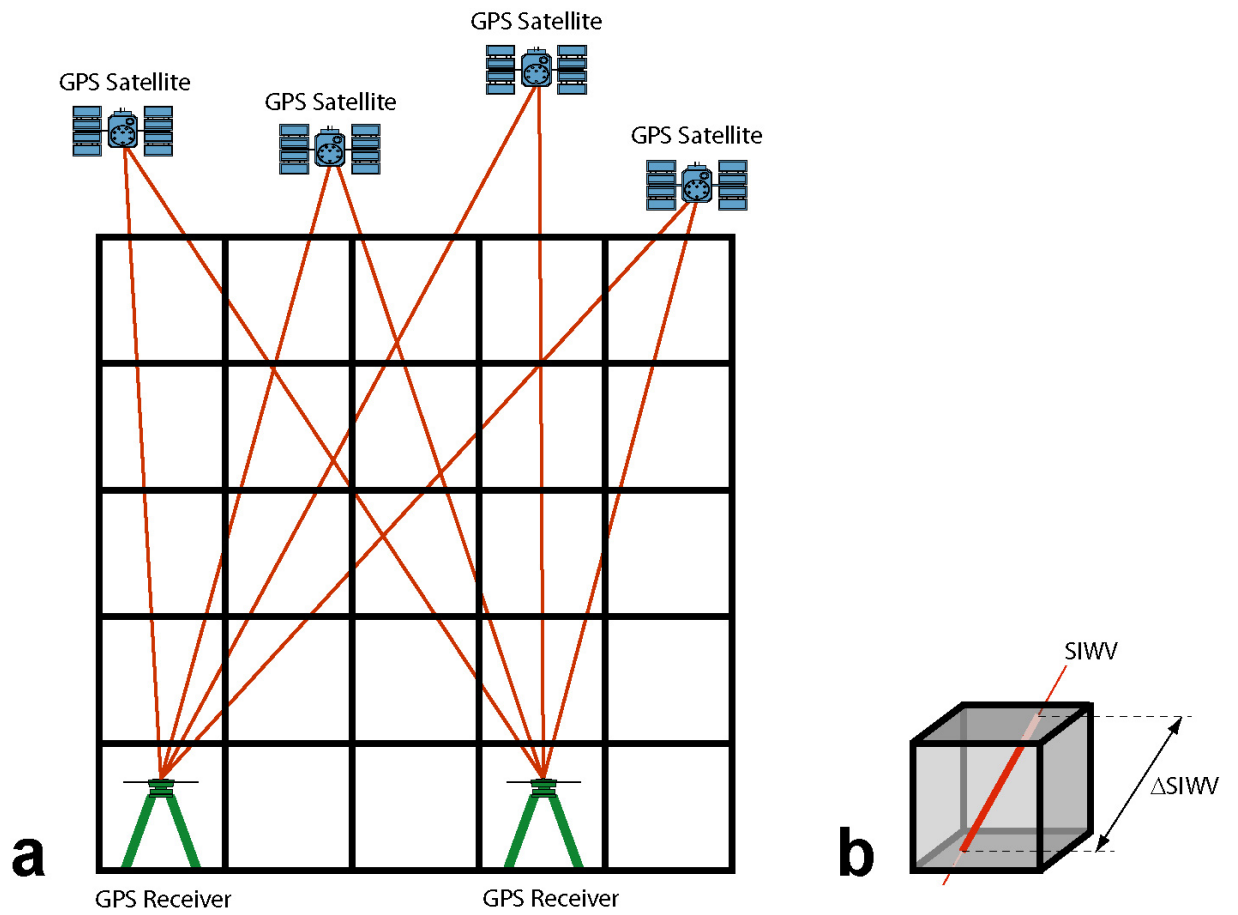 GPS Satellite
GPS Satellite
GPS Satellite
GPS Satellite
SIWV
ΔSIWV
a
b
GPS Receiver
GPS Receiver